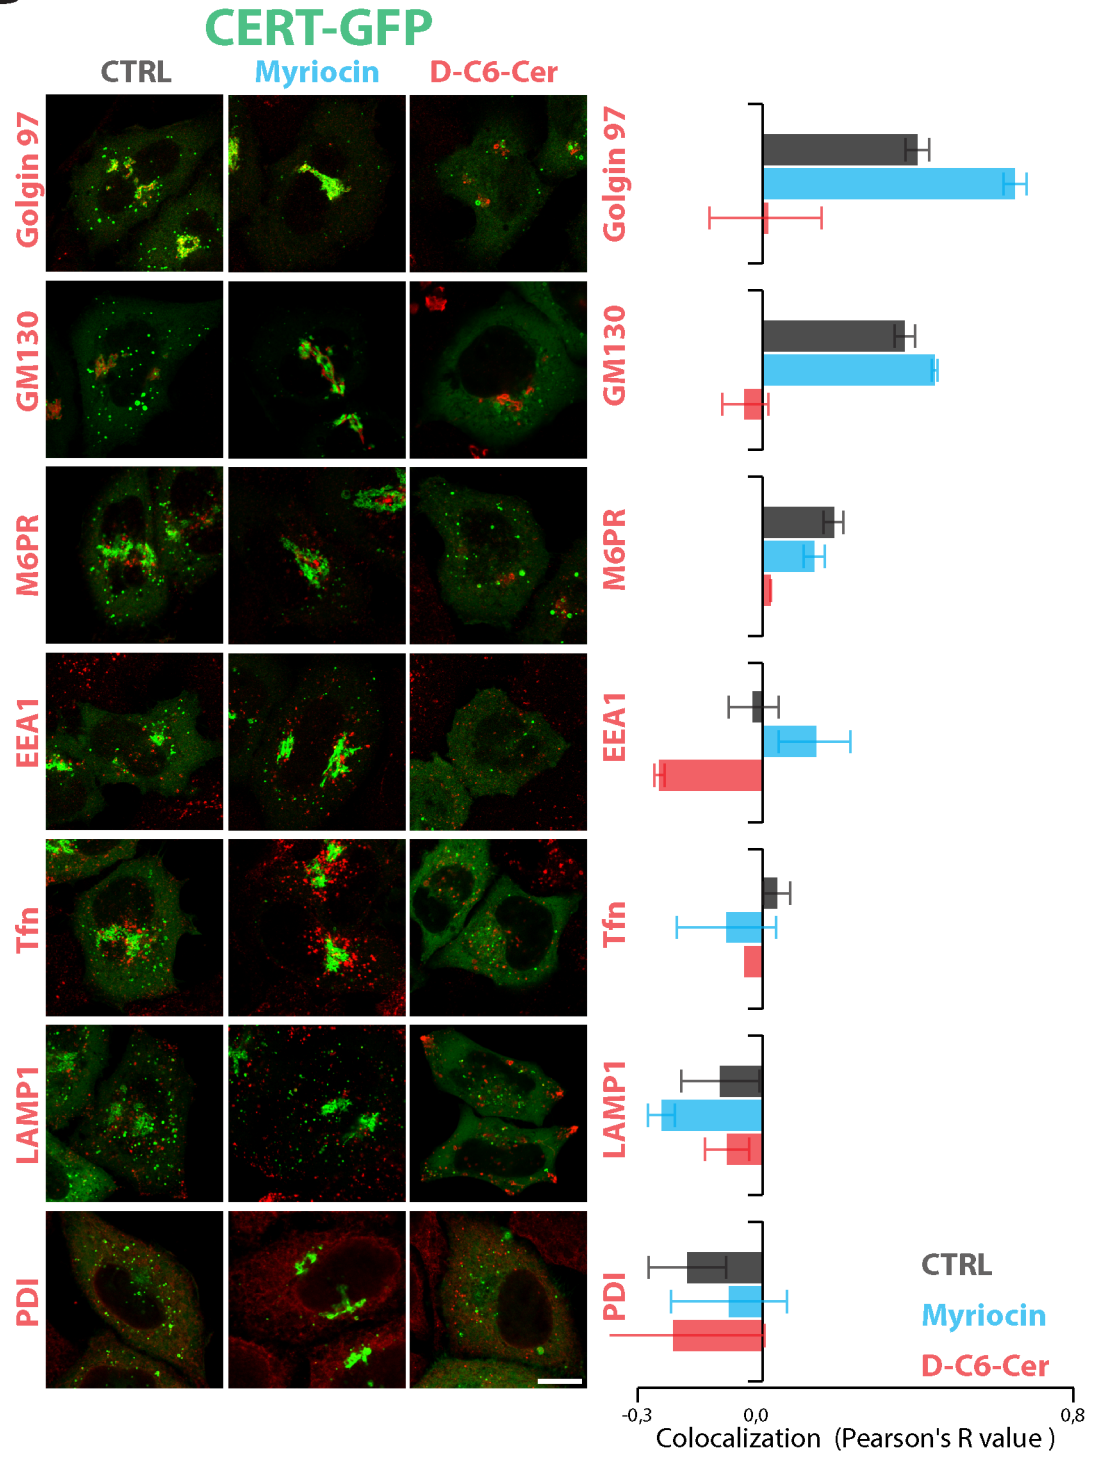 CERT-GFP
CTRL Myriocin D-C6-Cer
Golgin 97 Golgin 97
GM130 GM130
M6PR M6PR
EEA1 EEA1
Tfn Tfn
LAMP1 LAMP1
PDI PDI
CTRL
Myriocin
D-C6-Cer
-0,3 0,0 0,8
Colocalization (Pearson's R value )